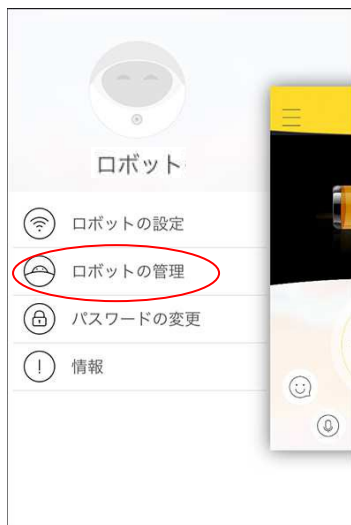 ロボット
ロボットの設定
ロボットの管理
パスワードの変更
情報